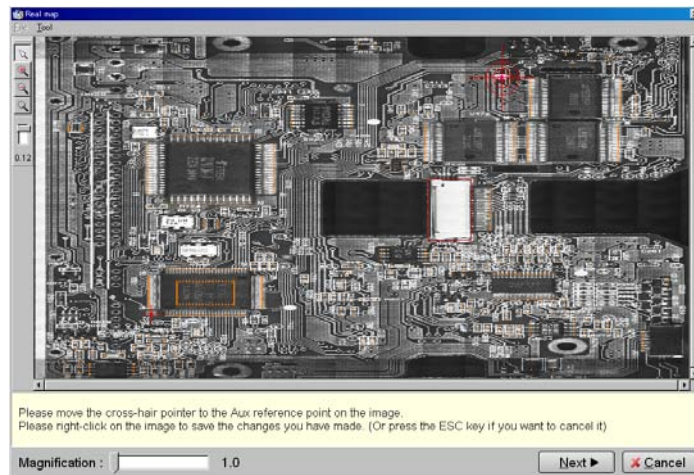 Real map
File Tool
0.12
Please move the cross-hair pointer to the Aux reference point on the image.
Please right-click on the image to save the changes you have made. (Or press the ESC key if you want to cancel it)
Magnification : 1.0 Next Cancel